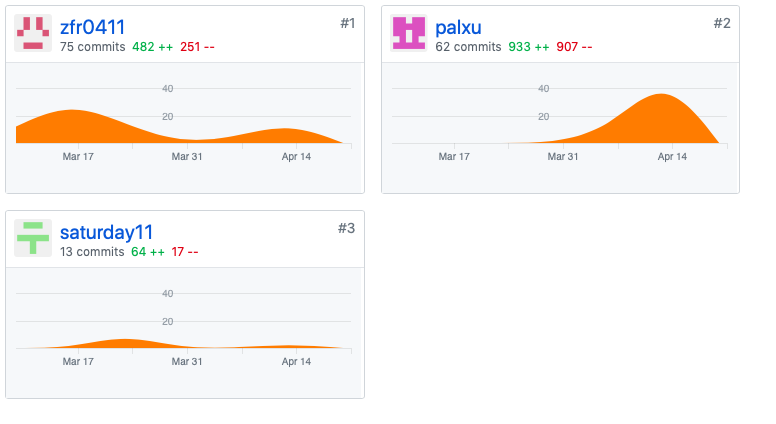 zfr0411 #1
75 commits 482 ++ 251 --
40
20
Mar 17 Mar 31 Apr 14
palxu #2
62 commits 933 ++ 907 --
40
20
Mar 17 Mar 31 Apr 14
saturday11 #3
13 commits 64 ++ 17 --
40
20
Mar 17 Mar 31 Apr 14